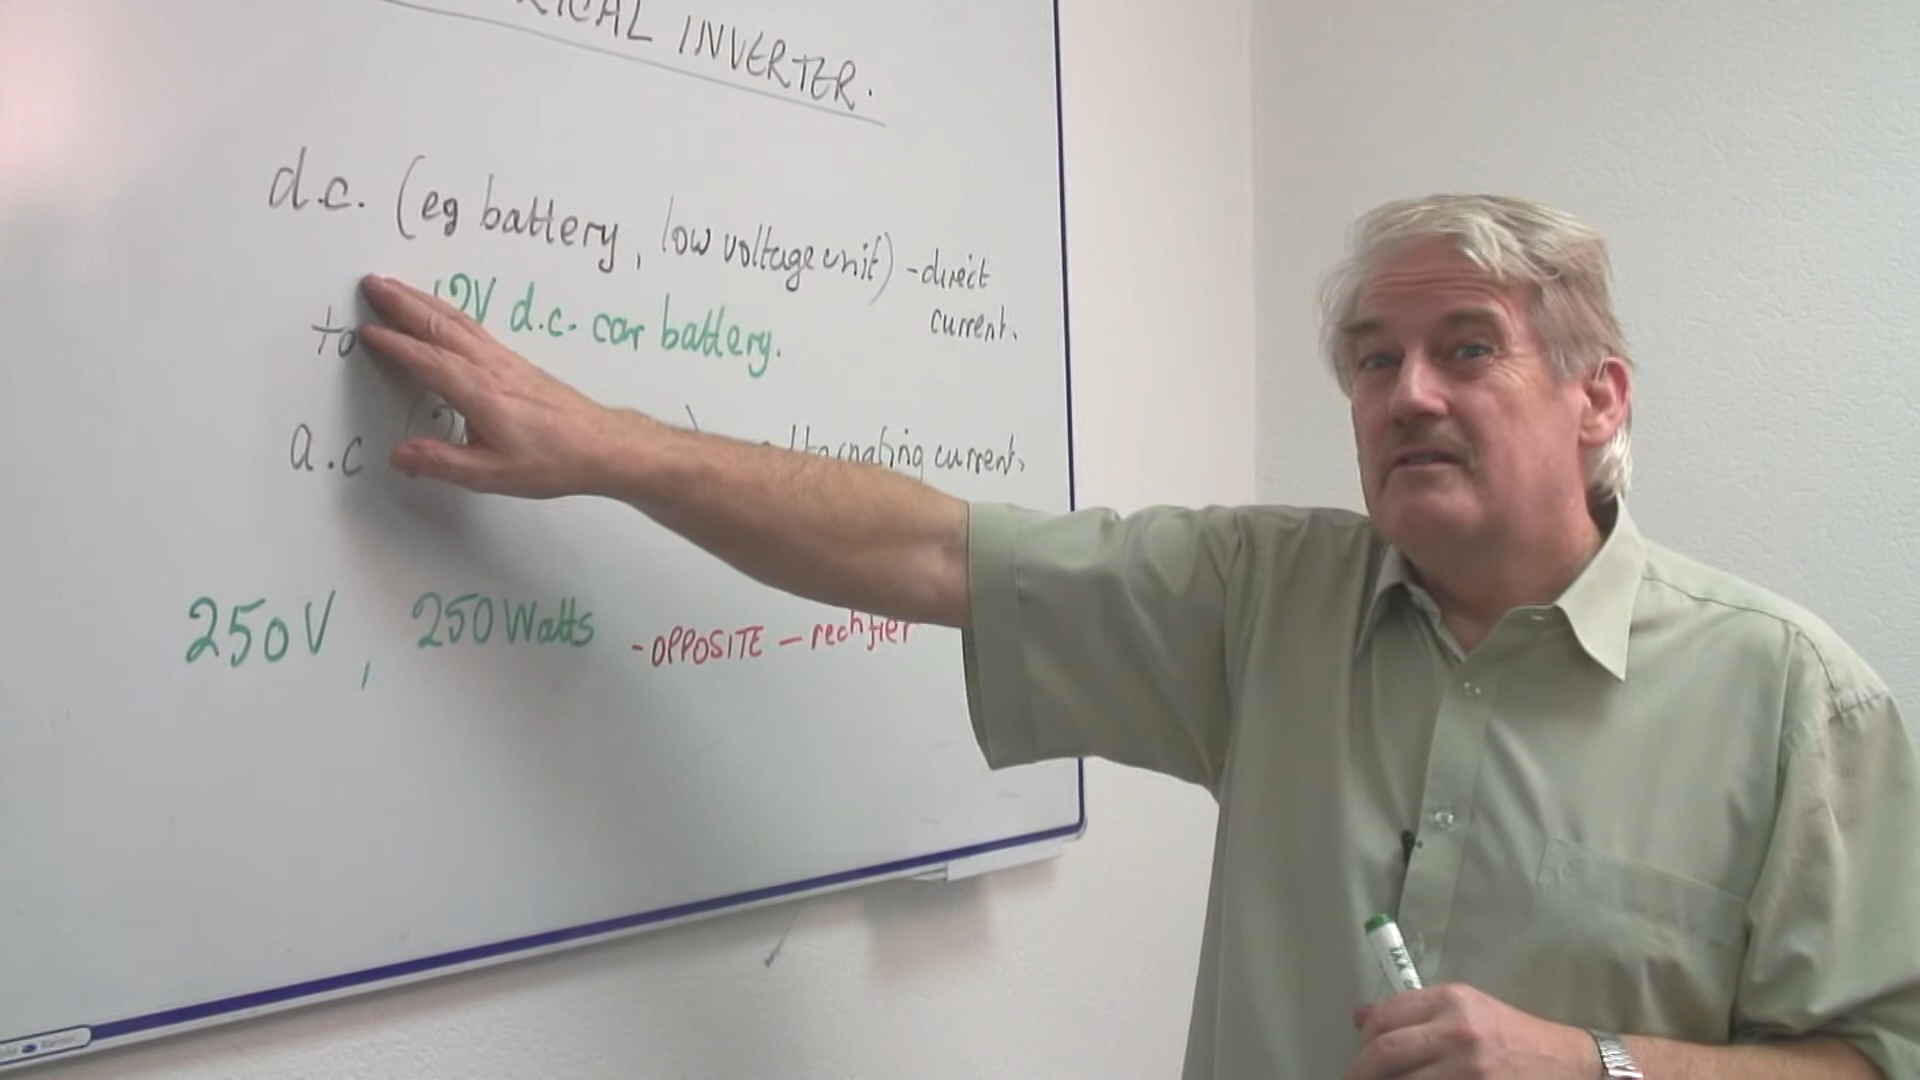 RICAL INVERTER.
d.c. (eg battery, low voltage unit) - direct
current.
to 12V d.c. car battery.
a.c alternating current,
250V, 250 Watts - OPPOSITE - rectifier